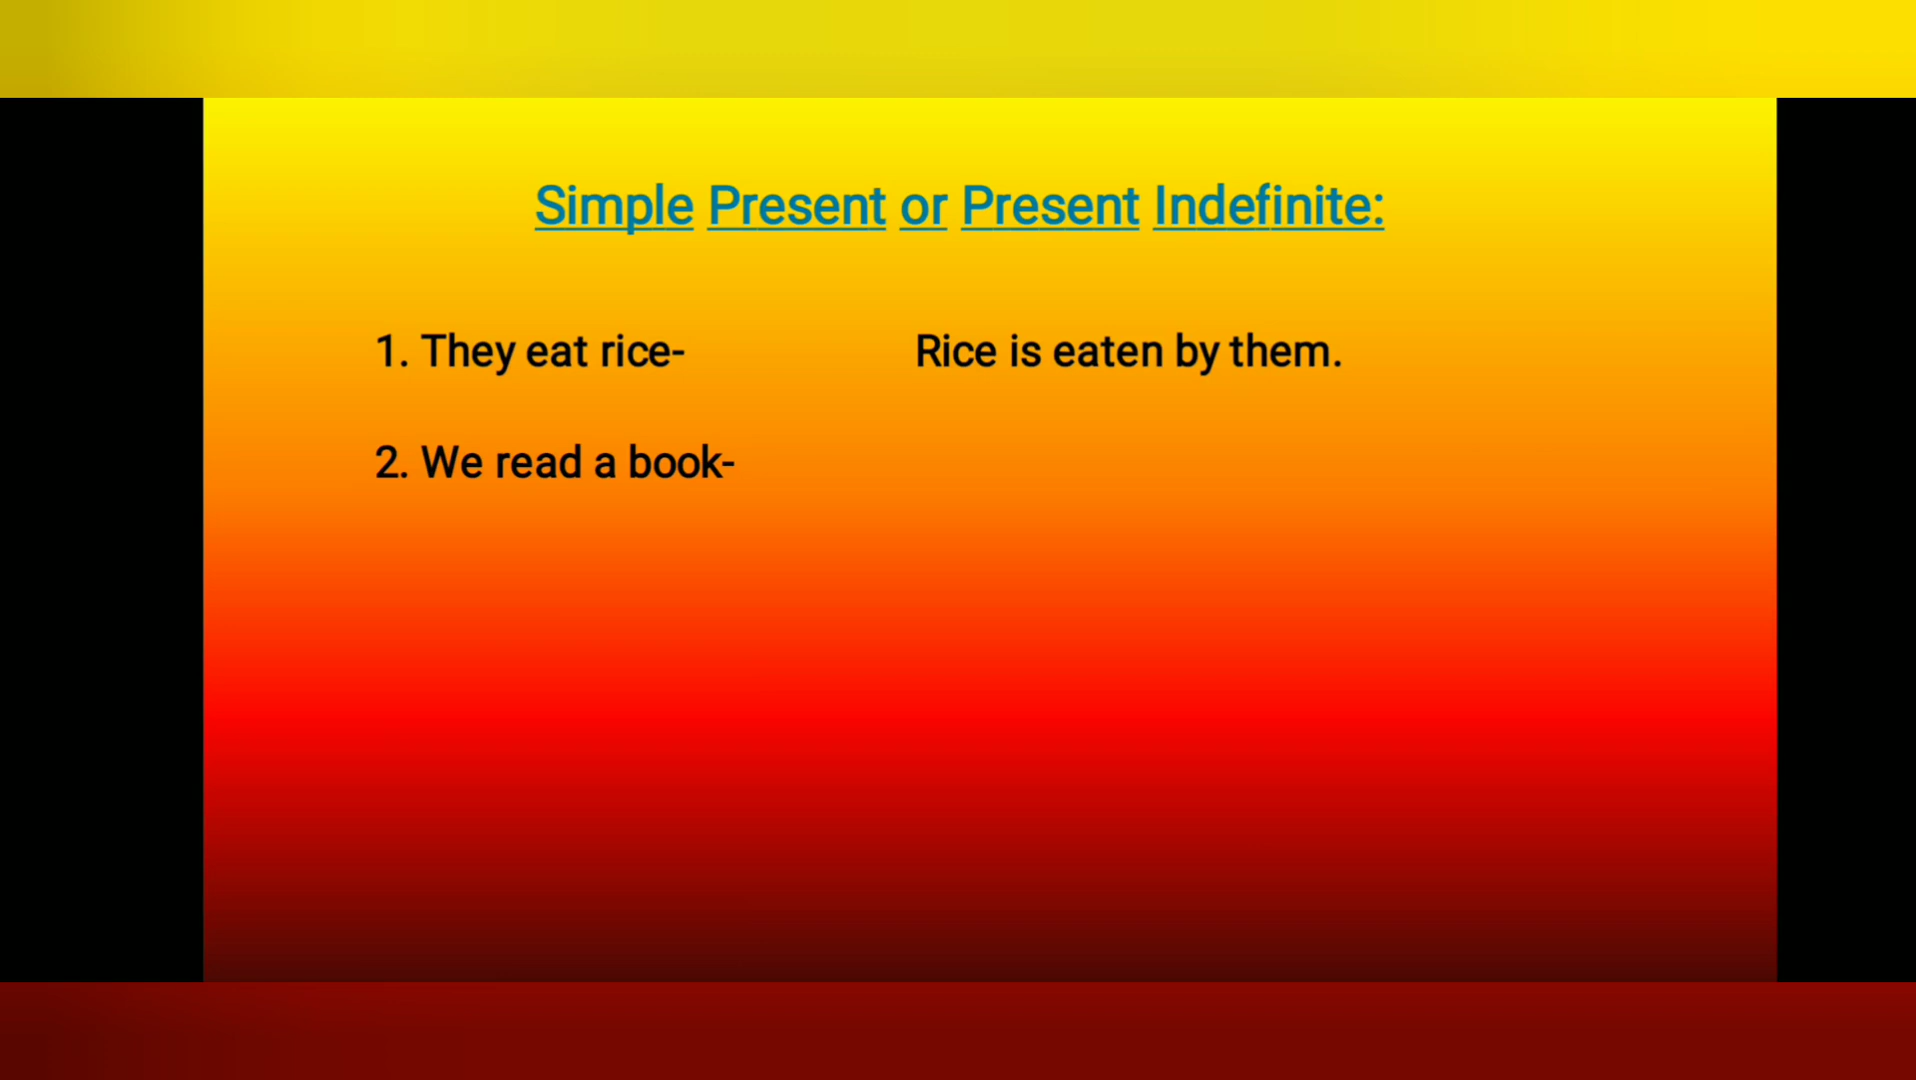 Simple Present or Present Indefinite:
1. They eat rice- Rice is eaten by them.
2. We read a book-